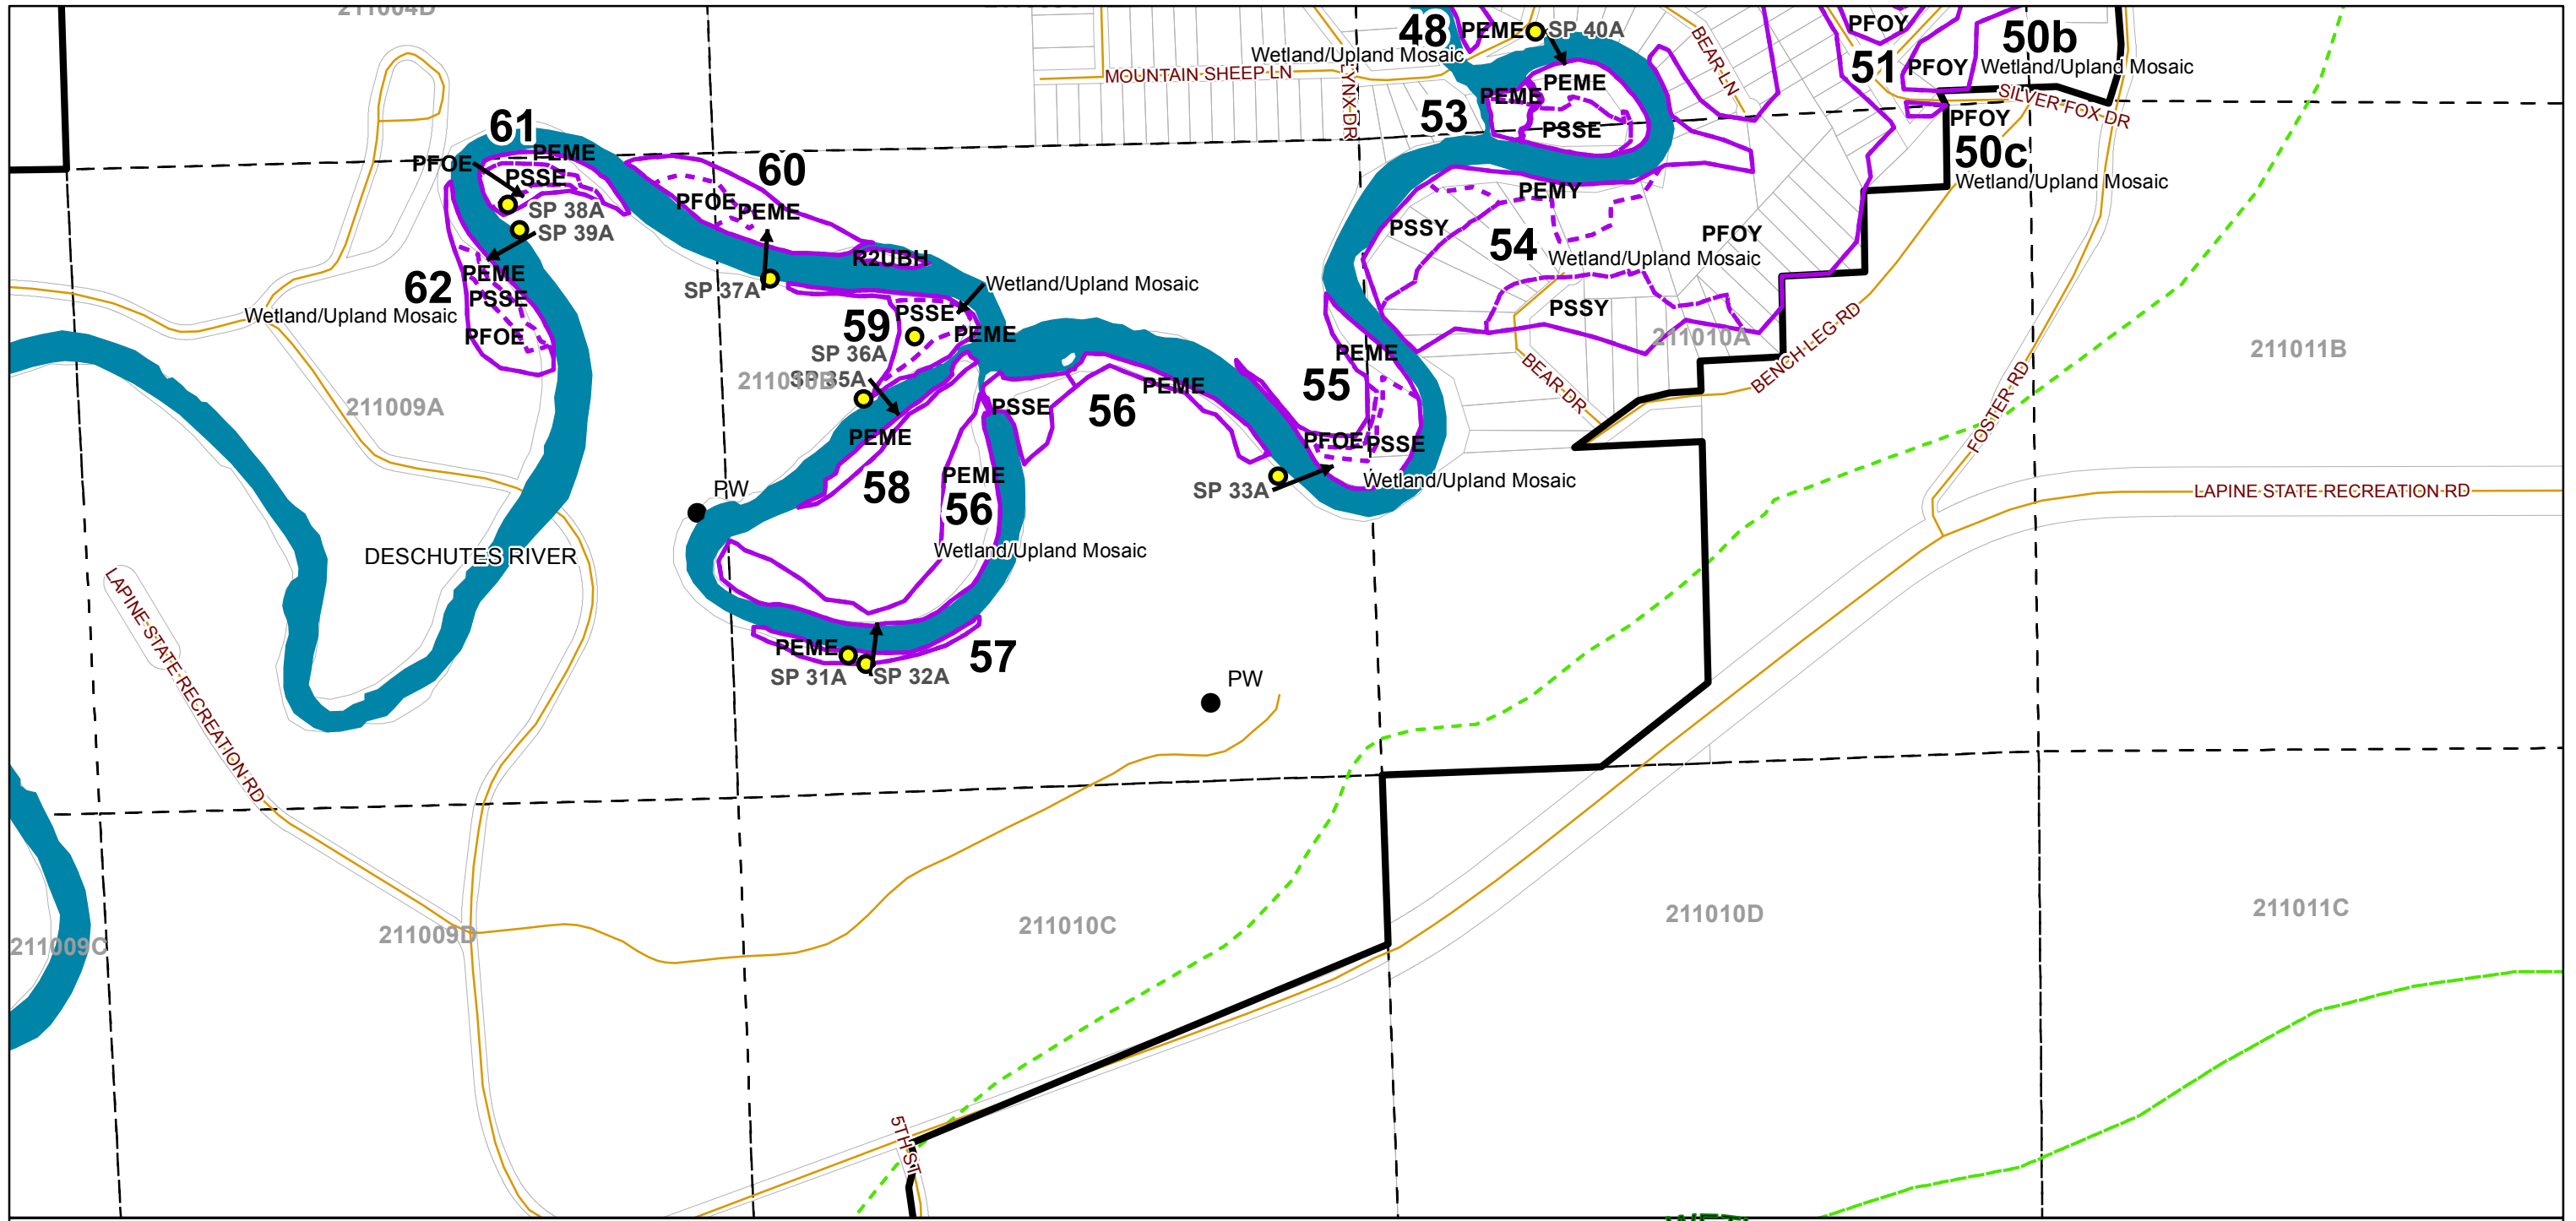 211004D
48
PEME
SP 40A
Wetland/Upland Mosaic
MOUNTAIN SHEEP LN
LYNX DR
BEAR LN
PFOY
51
PFOY
50b
Wetland/Upland Mosaic
SILVER FOX DR
PFOY
50c
Wetland/Upland Mosaic
53
PEME
PEME
PSSE
61
PEME
PFOE
PSSE
SP 38A
SP 39A
60
PFOE
PEME
R2UBH
SP 37A
PEMY
PSSY
54
PFOY
Wetland/Upland Mosaic
PSSY
211010A
BENCH LEG RD
BEAR DR
FOSTER RD
211011B
62
PEME
PSSE
Wetland/Upland Mosaic
PFOE
211009A
Wetland/Upland Mosaic
59
PSSE
PEME
SP 36A
211010B
SP 35A
PEME
58
PSSE
56
PEME
PEME
56
Wetland/Upland Mosaic
PEME
55
PFOE
PSSE
SP 33A
Wetland/Upland Mosaic
LAPINE STATE RECREATION RD
PW
DESCHUTES RIVER
LAPINE STATE RECREATION RD
PEME
SP 31A
SP 32A
57
PW
211009C
211009D
211010C
211010D
211011C
5TH ST